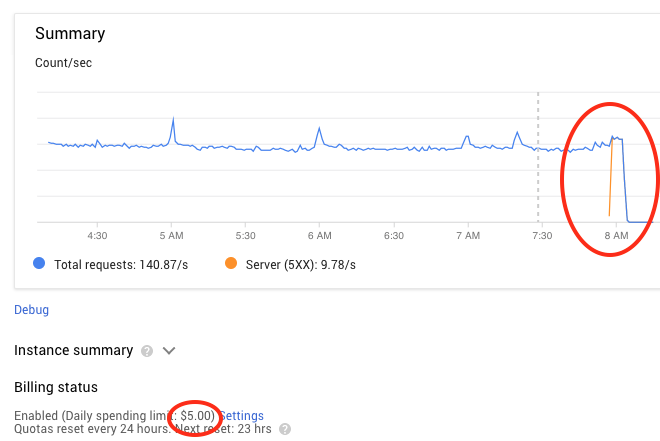 Summary
Count/sec
4:30 5 AM 5:30 6 AM 6:30 7 AM 7:30 8 AM
Total requests: 140.87/s Server (5XX): 9.78/s
Debug
Instance summary ?
Billing status
Enabled (Daily spending limit: $5.00) Settings
Quotas reset every 24 hours. Next reset: 23 hrs ?